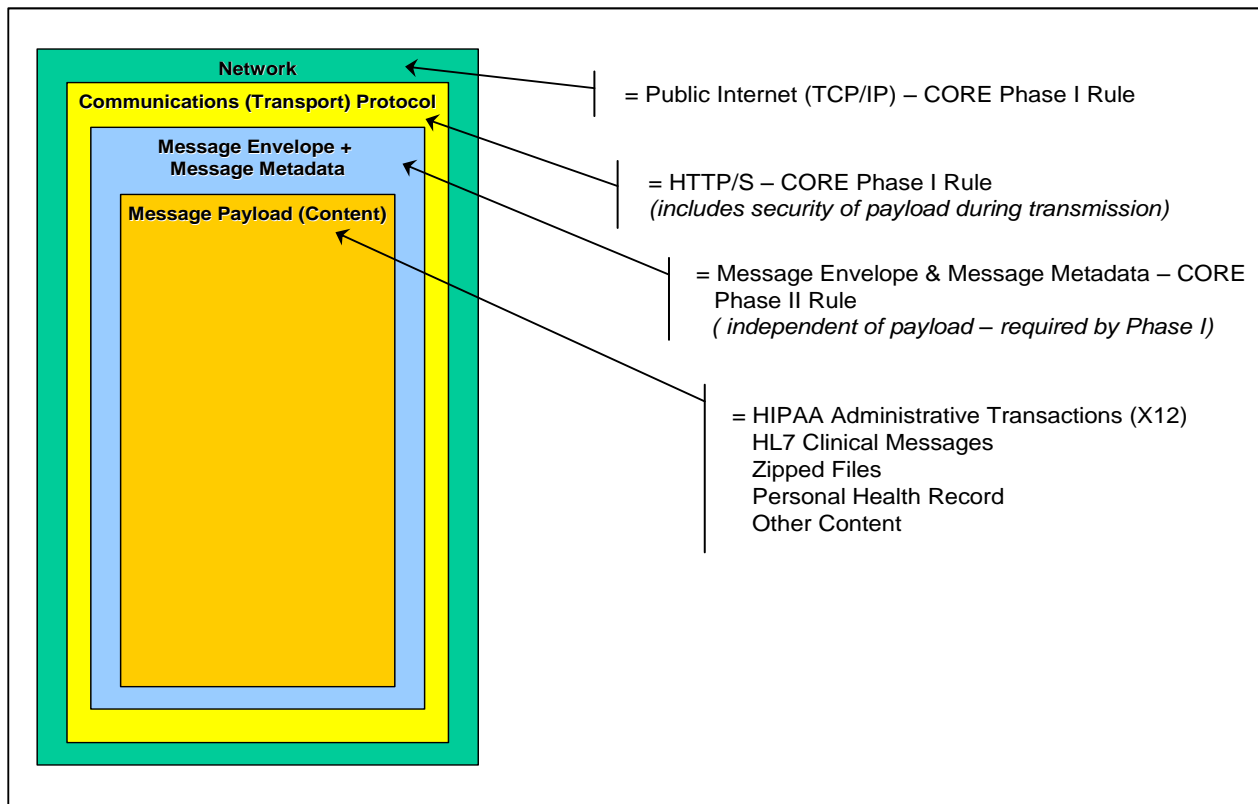 Network
Communications (Transport) Protocol
Message Envelope +
Message Metadata
Message Payload (Content)
= Public Internet (TCP/IP) – CORE Phase I Rule
= HTTP/S – CORE Phase I Rule
(includes security of payload during transmission)
= Message Envelope & Message Metadata – CORE
Phase II Rule
( independent of payload – required by Phase I)
= HIPAA Administrative Transactions (X12)
HL7 Clinical Messages
Zipped Files
Personal Health Record
Other Content